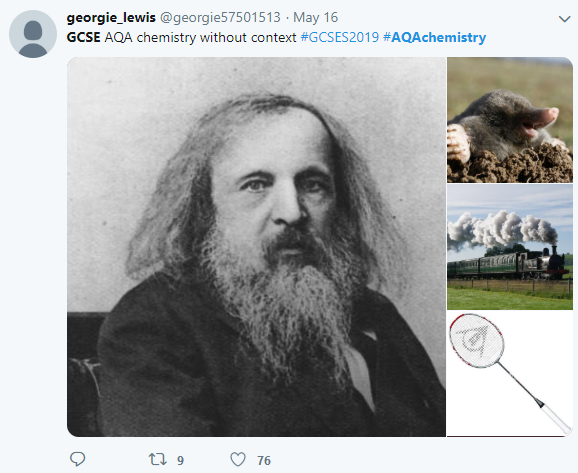 georgie_lewis @georgie57501513 · May 16
GCSE AQA chemistry without context #GCSES2019 #AQAchemistry
9 76